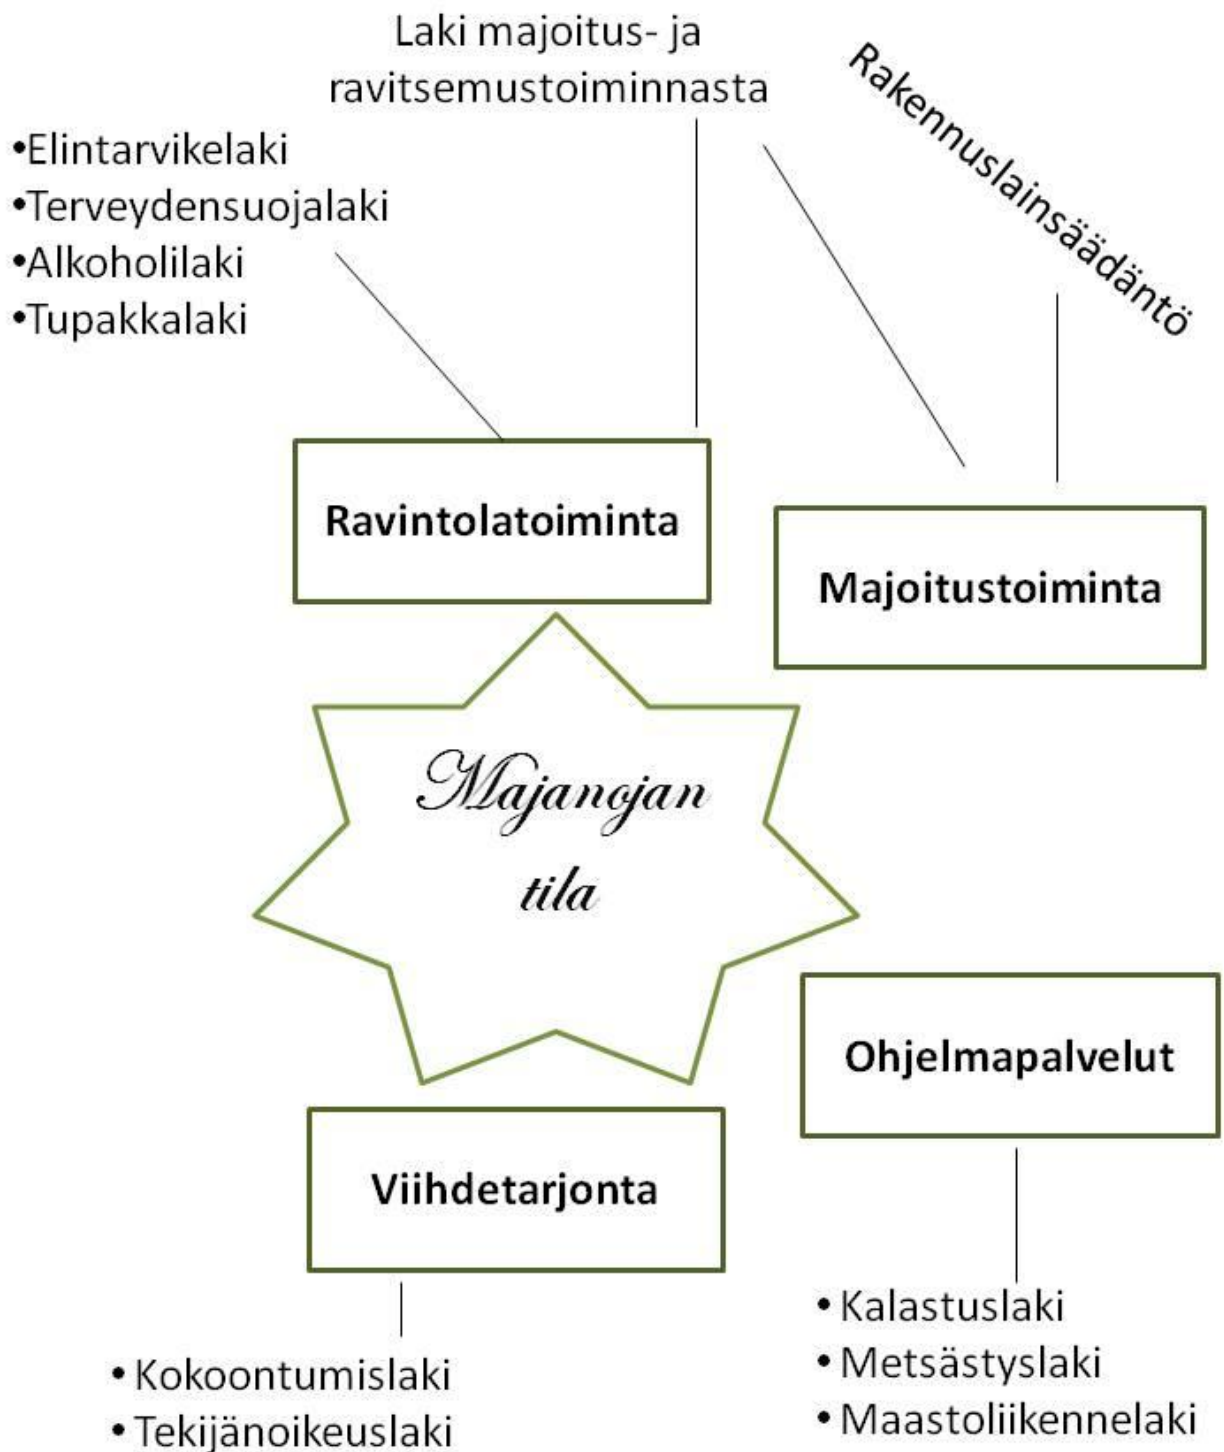 Laki majoitus- ja
ravitsemustoiminnasta
Rakennuslainsäädäntö
•Elintarvikelaki
•Terveydensuojalaki
•Alkoholilaki
•Tupakkalaki
Ravintolatoiminta
Majoitustoiminta
Majanojan
tila
Ohjelmapalvelut
Viihdetarjonta
• Kalastuslaki
• Metsästyslaki
• Maastoliikennelaki
• Kokoontumislaki
• Tekijänoikeuslaki